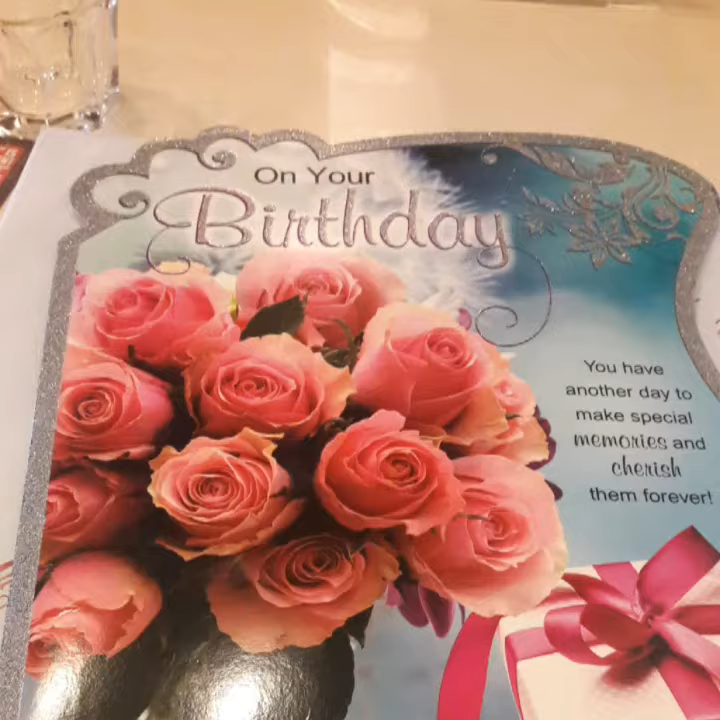 On Your
Birthday
You have
another day to
make special
memories and
cherish
them forever!